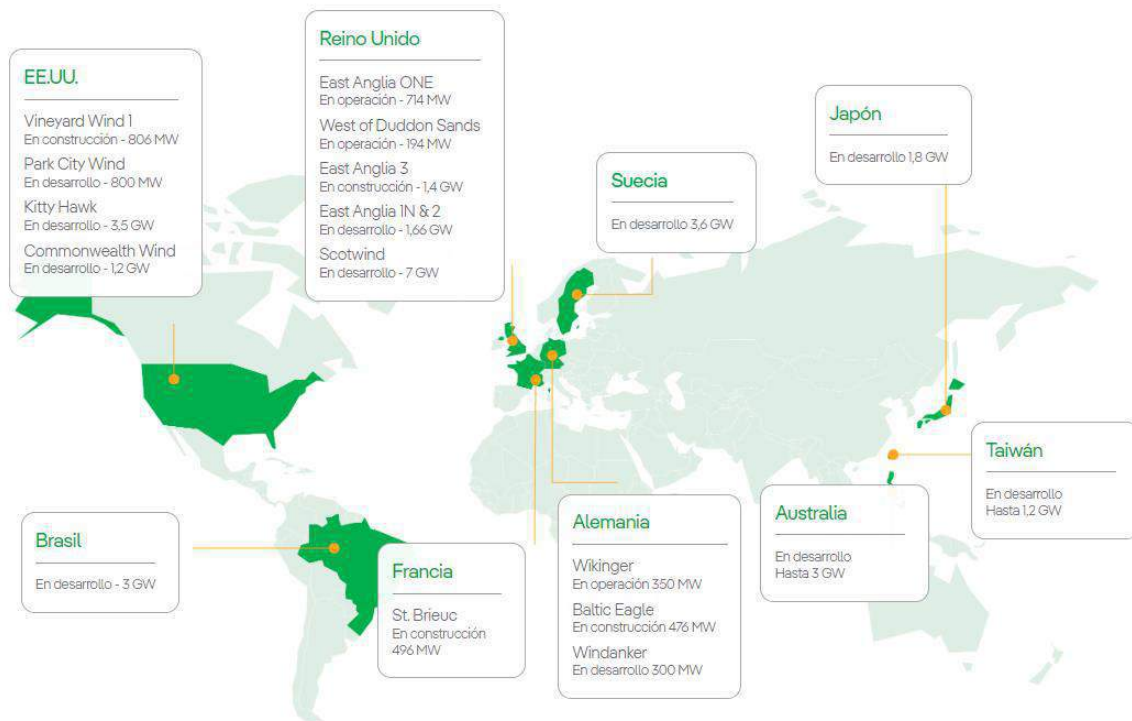 EE.UU.
Vineyard Wind 1
En construcción - 806 MW
Park City Wind
En desarrollo - 800 MW
Kitty Hawk
En desarrollo - 3,5 GW
Commonwealth Wind
En desarrollo - 1,2 GW
Reino Unido
East Anglia ONE
En operación - 714 MW
West of Duddon Sands
En operación - 194 MW
East Anglia 3
En construcción - 1,4 GW
East Anglia 1N & 2
En desarrollo - 1,66 GW
Scotwind
En desarrollo - 7 GW
Suecia
En desarrollo 3,6 GW
Japón
En desarrollo 1,8 GW
Brasil
En desarrollo - 3 GW
Francia
St. Brieuc
En construcción
496 MW
Alemania
Wikinger
En operación 350 MW
Baltic Eagle
En construcción 476 MW
Windanker
En desarrollo 300 MW
Australia
En desarrollo
Hasta 3 GW
Taiwán
En desarrollo
Hasta 1,2 GW